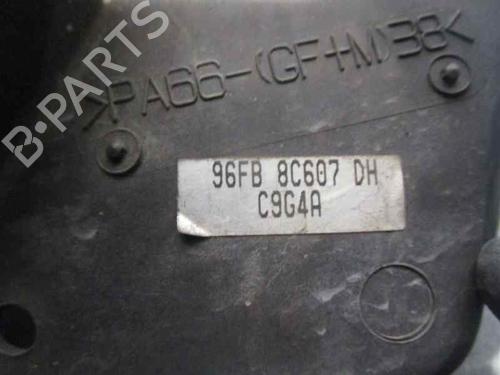 >PA66-(GF+M)38<
B-PARTS
96FB 8C607 DH
C9G4A